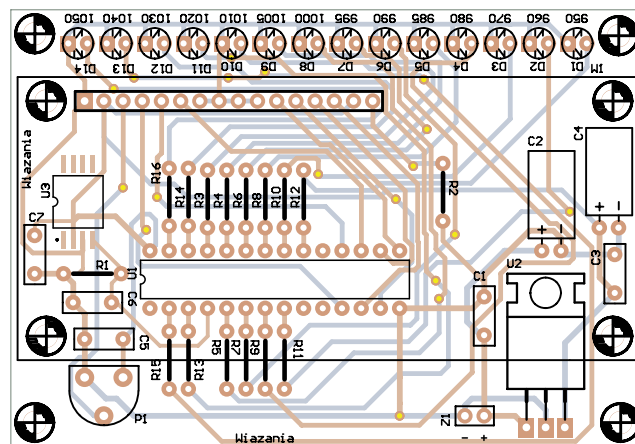 1050 1040 1030 1020 1010 1005 1000 995 990 985 980 970 960 950
D14 D13 D12 D11 D10 D9 D8 D7 D6 D5 D4 D3 D2 D1
IM
Wiazania
U3
C7
R1
C6
C5
P1
R16 R14 R3 R4 R6 R8 R10 R12
R2
C2
+ -
C4
+ -
U1
C1
U2
C3
R15 R13 R5 R7 R9 R11
Z1
- +
Wiazania